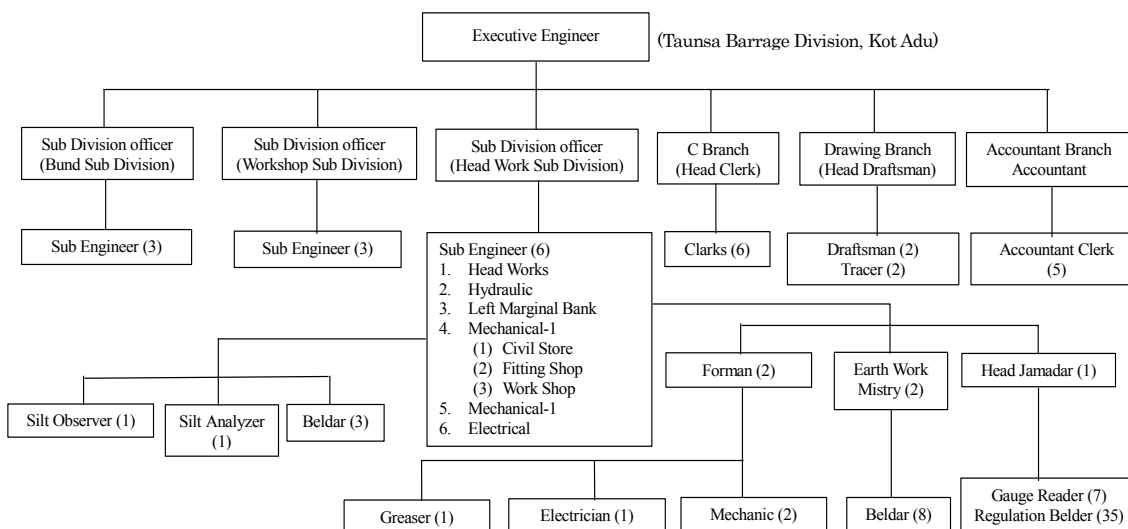 Executive Engineer
(Taunsa Barrage Division, Kot Adu)
Sub Division officer
(Bund Sub Division)
Sub Division officer
(Workshop Sub Division)
Sub Division officer
(Head Work Sub Division)
C Branch
(Head Clerk)
Drawing Branch
(Head Draftsman)
Accountant Branch
Accountant
Sub Engineer (3)
Sub Engineer (3)
Sub Engineer (6)
1. Head Works
2. Hydraulic
3. Left Marginal Bank
4. Mechanical-1
(1) Civil Store
(2) Fitting Shop
(3) Work Shop
5. Mechanical-1
6. Electrical
Clarks (6)
Draftsman (2)
Tracer (2)
Accountant Clerk
(5)
Silt Observer (1)
Silt Analyzer
(1)
Beldar (3)
Forman (2)
Earth Work
Mistry (2)
Head Jamadar (1)
Greaser (1)
Electrician (1)
Mechanic (2)
Beldar (8)
Gauge Reader (7)
Regulation Belder (35)